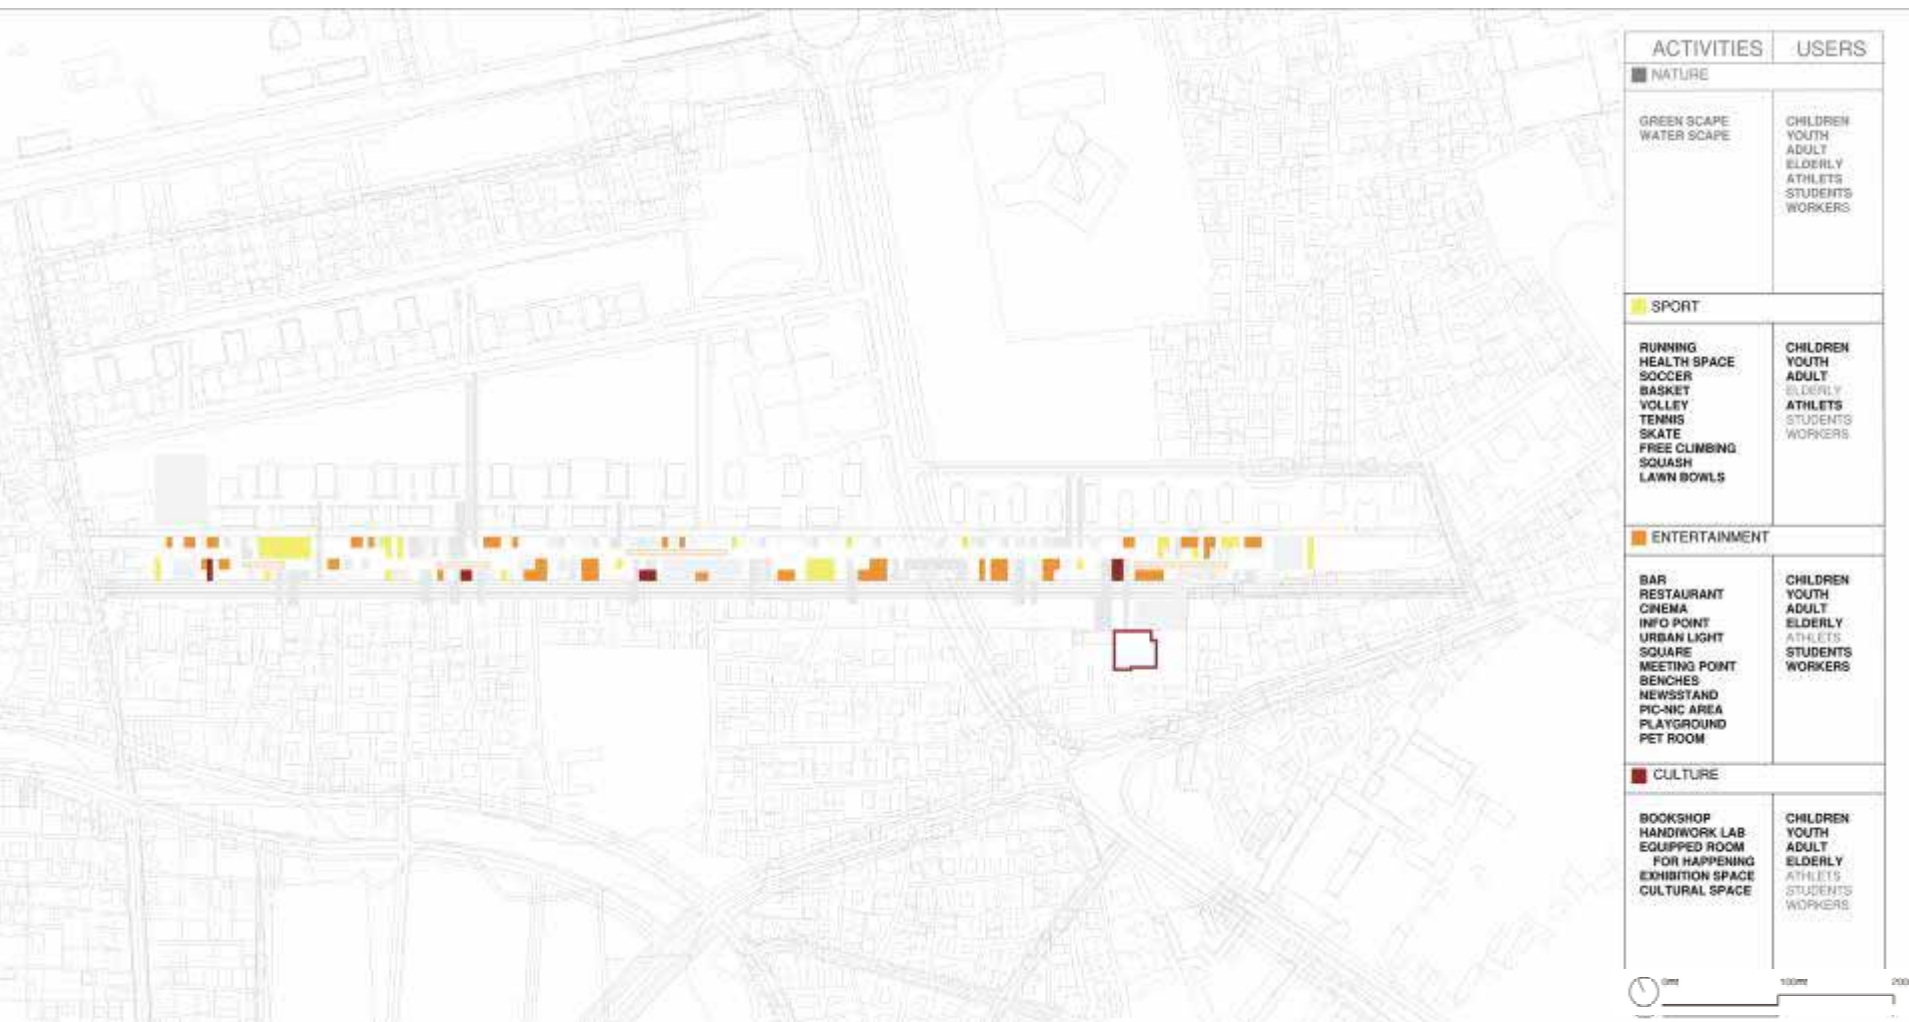 ACTIVITIES USERS
NATURE
GREEN SCAPE
WATER SCAPE
CHILDREN
YOUTH
ADULT
ELDERLY
ATHLETS
STUDENTS
WORKERS
SPORT
RUNNING
HEALTH SPACE
SOCCER
BASKET
VOLLEY
TENNIS
SKATE
FREE CLIMBING
SQUASH
LAWN BOWLS
CHILDREN
YOUTH
ADULT
ELDERLY
ATHLETS
STUDENTS
WORKERS
ENTERTAINMENT
BAR
RESTAURANT
CINEMA
INFO POINT
URBAN LIGHT
SQUARE
MEETING POINT
BENCHES
NEWSSTAND
PIC-NIC AREA
PLAYGROUND
PET ROOM
CHILDREN
YOUTH
ADULT
ELDERLY
ATHLETS
STUDENTS
WORKERS
CULTURE
BOOKSHOP
HANDIWORK LAB
EQUIPPED ROOM
FOR HAPPENING
EXHIBITION SPACE
CULTURAL SPACE
CHILDREN
YOUTH
ADULT
ELDERLY
ATHLETS
STUDENTS
WORKERS
0mt 100mt 200